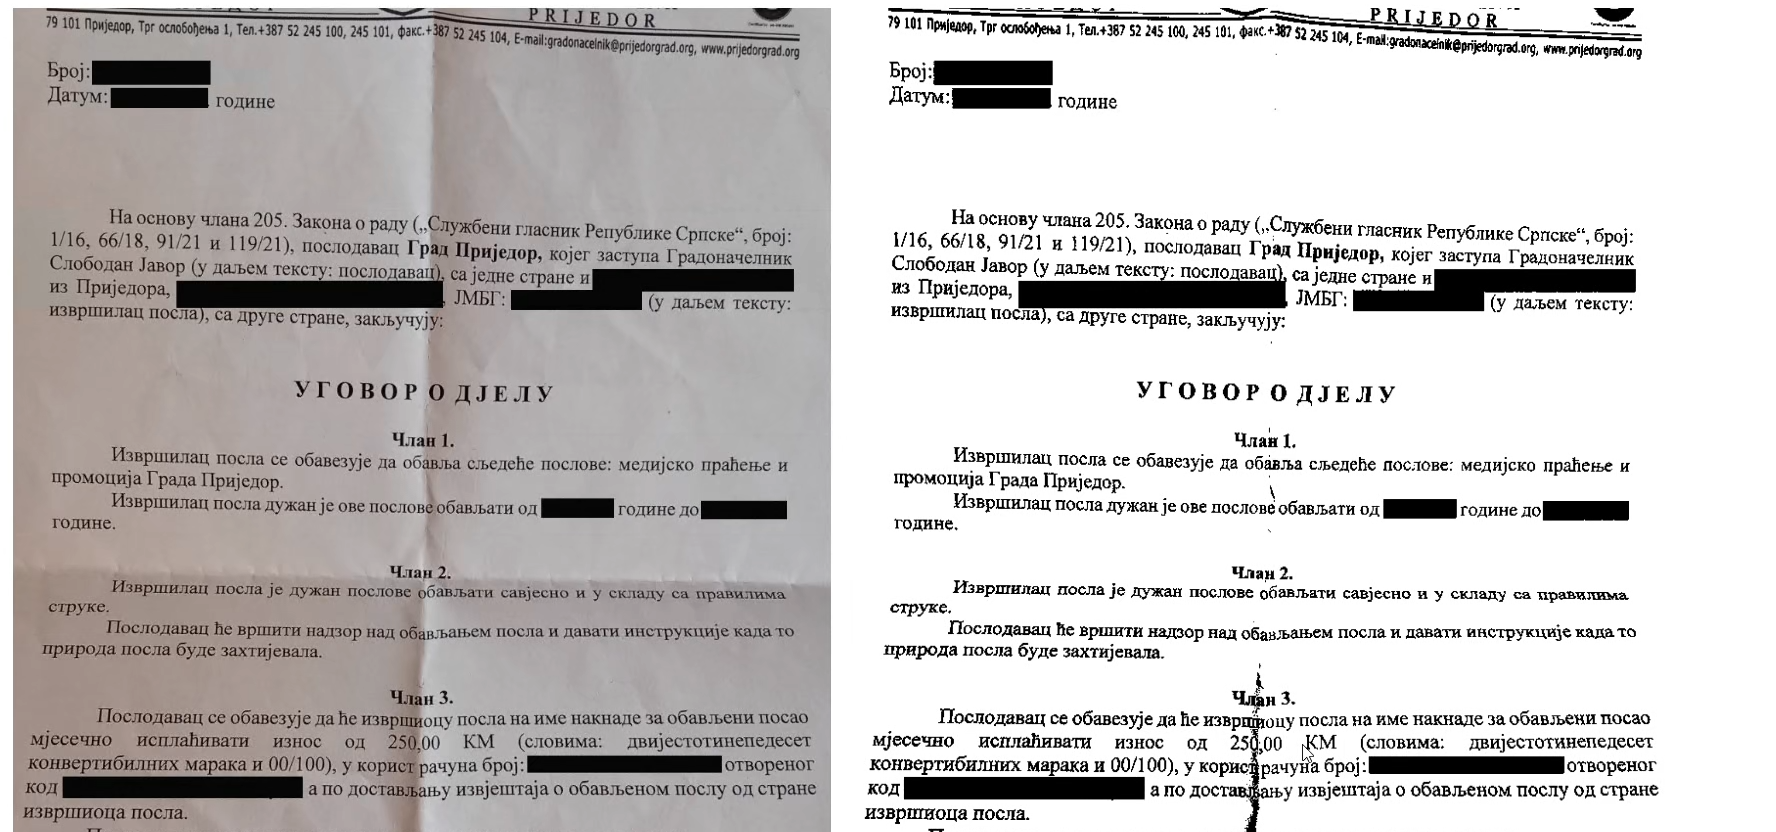 PRIJEDOR
79 101 Приједор, Трг ослобођења 1, Тел.+387 52 245 100, 245 101, факс.+387 52 245 104, E-mail:gradonacelnik@prijedorgrad.org, www.prijedorgrad.org
Број:
Датум: године
На основу члана 205. Закона о раду („Службени гласник Републике Српске“, број:
1/16, 66/18, 91/21 и 119/21), послодавац Град Приједор, којег заступа Градоначелник
Слободан Јавор (у даљем тексту: послодавац), са једне стране и
из Приједора, , ЈМБГ: (у даљем тексту:
извршилац посла), са друге стране, закључују:
УГОВОР О ДЈЕЛУ
Члан 1.
Извршилац посла се обавезује да обавља сљедеће послове: медијско праћење и
промоција Града Приједор.
Извршилац посла дужан је ове послове обављати од године до
године.
Члан 2.
Извршилац посла је дужан послове обављати савјесно и у складу са правилима
струке.
Послодавац ће вршити надзор над обављањем посла и давати инструкције када то
природа посла буде захтијевала.
Члан 3.
Послодавац се обавезује да ће извршиоцу посла на име накнаде за обављени посао
мјесечно исплаћивати износ од 250,00 КМ (словима: двијестотинепедесет
конвертибилних марака и 00/100), у корист рачуна број: отвореног
код а по достављању извјештаја о обављеном послу од стране
извршиоца посла.
PRIJEDOR
79 101 Приједор, Трг ослобођења 1, Тел.+387 52 245 100, 245 101, факс.+387 52 245 104, E-mail:gradonacelnik@prijedorgrad.org, www.prijedorgrad.org
Број:
Датум: године
На основу члана 205. Закона о раду („Службени гласник Републике Српске“, број:
1/16, 66/18, 91/21 и 119/21), послодавац Град Приједор, којег заступа Градоначелник
Слободан Јавор (у даљем тексту: послодавац), са једне стране и
из Приједора, , ЈМБГ: (у даљем тексту:
извршилац посла), са друге стране, закључују:
УГОВОР О ДЈЕЛУ
Члан 1.
Извршилац посла се обавезује да обавља сљедеће послове: медијско праћење и
промоција Града Приједор.
Извршилац посла дужан је ове послове обављати од године до
године.
Члан 2.
Извршилац посла је дужан послове обављати савјесно и у складу са правилима
струке.
Послодавац ће вршити надзор над обављањем посла и давати инструкције када то
природа посла буде захтијевала.
Члан 3.
Послодавац се обавезује да ће извршиоцу посла на име накнаде за обављени посао
мјесечно исплаћивати износ од 250,00 КМ (словима: двијестотинепедесет
конвертибилних марака и 00/100), у корист рачуна број: отвореног
код а по достављању извјештаја о обављеном послу од стране
извршиоца посла.